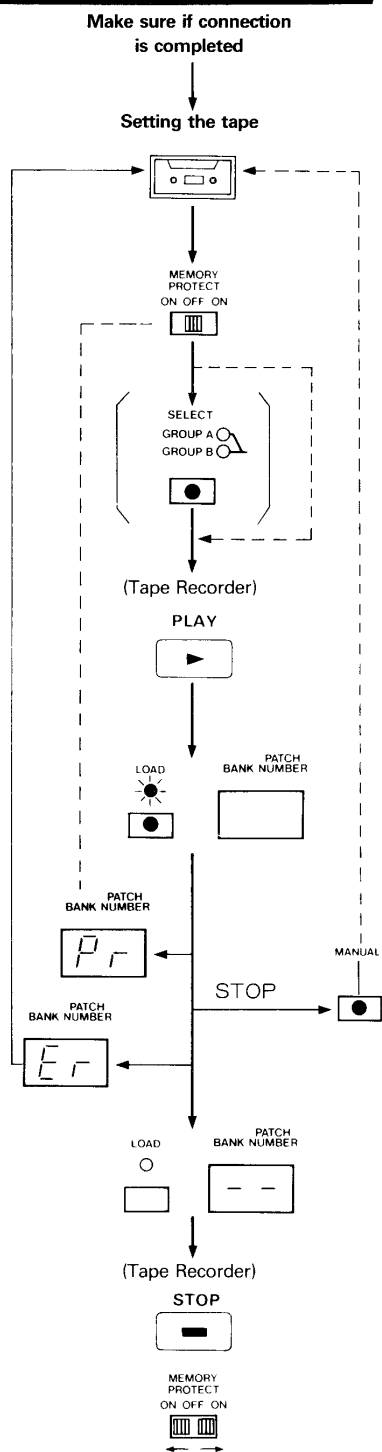 Make sure if connection
is completed
Setting the tape
MEMORY
PROTECT
ON OFF ON
SELECT
GROUP A
GROUP B
(Tape Recorder)
PLAY
LOAD
PATCH
BANK NUMBER
PATCH
BANK NUMBER
Pr
MANUAL
STOP
PATCH
BANK NUMBER
Er
LOAD
PATCH
BANK NUMBER
- -
(Tape Recorder)
STOP
MEMORY
PROTECT
ON OFF ON